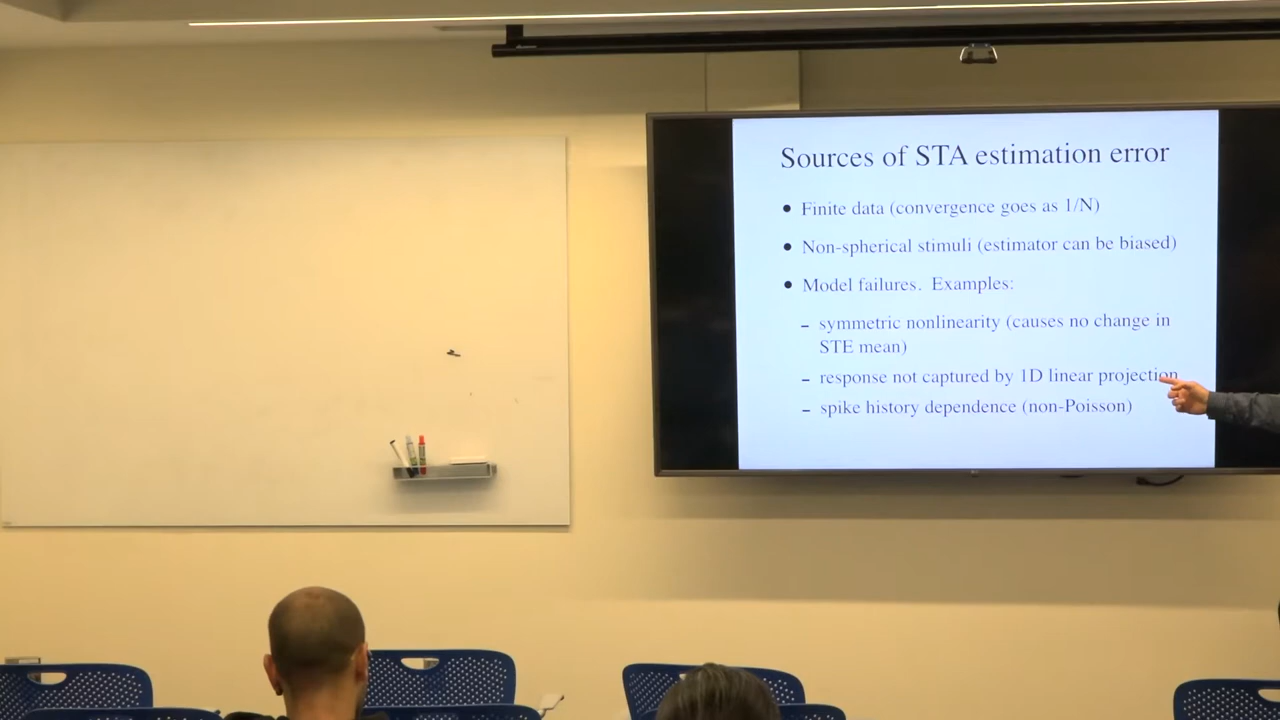 Sources of STA estimation error
• Finite data (convergence goes as 1/N)
• Non-spherical stimuli (estimator can be biased)
• Model failures. Examples:
– symmetric nonlinearity (causes no change in
STE mean)
– response not captured by 1D linear projection
– spike history dependence (non-Poisson)